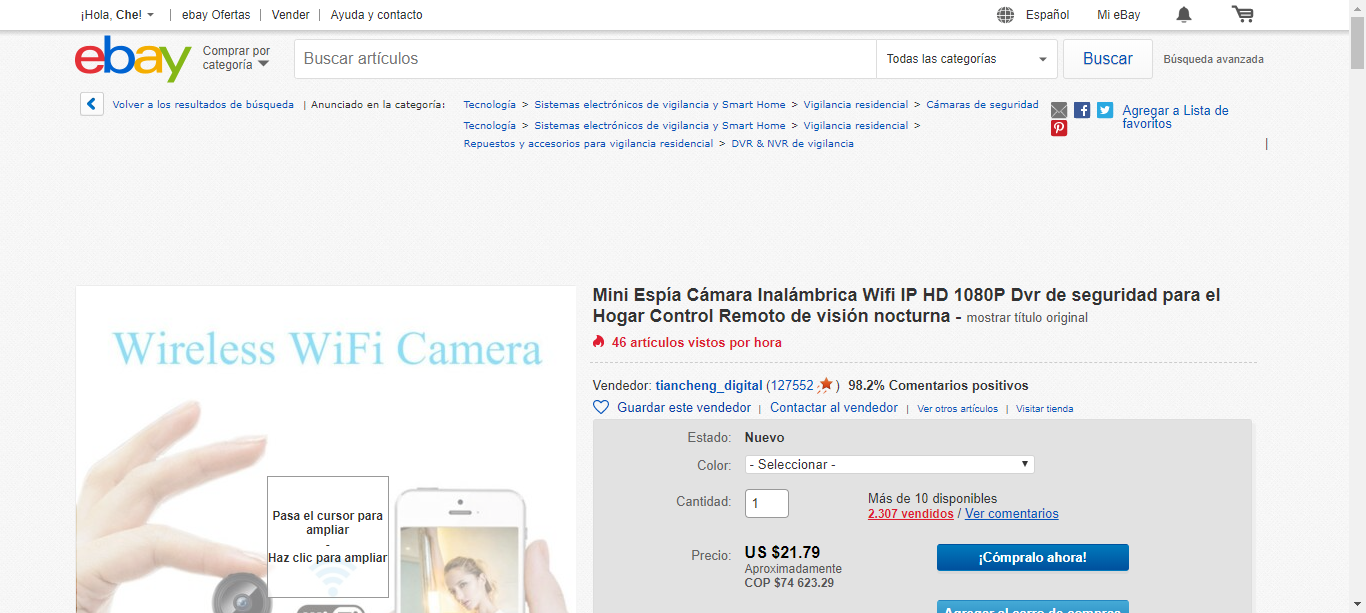 ¡Hola, Che! | ebay Ofertas | Vender | Ayuda y contacto Español Mi eBay
ebay Comprar por categoría Buscar artículos Todas las categorías Buscar Búsqueda avanzada
Volver a los resultados de búsqueda | Anunciado en la categoría:
Tecnología > Sistemas electrónicos de vigilancia y Smart Home > Vigilancia residencial > Cámaras de seguridad
Tecnología > Sistemas electrónicos de vigilancia y Smart Home > Vigilancia residencial >
Repuestos y accesorios para vigilancia residencial > DVR & NVR de vigilancia
Agregar a Lista de
favoritos
|
Wireless WiFi Camera
Pasa el cursor para
ampliar
-
Haz clic para ampliar
Mini Espía Cámara Inalámbrica Wifi IP HD 1080P Dvr de seguridad para el
Hogar Control Remoto de visión nocturna - mostrar título original
46 artículos vistos por hora
Vendedor: tiancheng_digital (127552 ) 98.2% Comentarios positivos
Guardar este vendedor | Contactar al vendedor | Ver otros artículos | Visitar tienda
Estado: Nuevo
Color: - Seleccionar -
Cantidad: 1 Más de 10 disponibles
2.307 vendidos / Ver comentarios
Precio: US $21.79 ¡Cómpralo ahora!
Aproximadamente
COP $74 623.29
Agregar al carro de compras